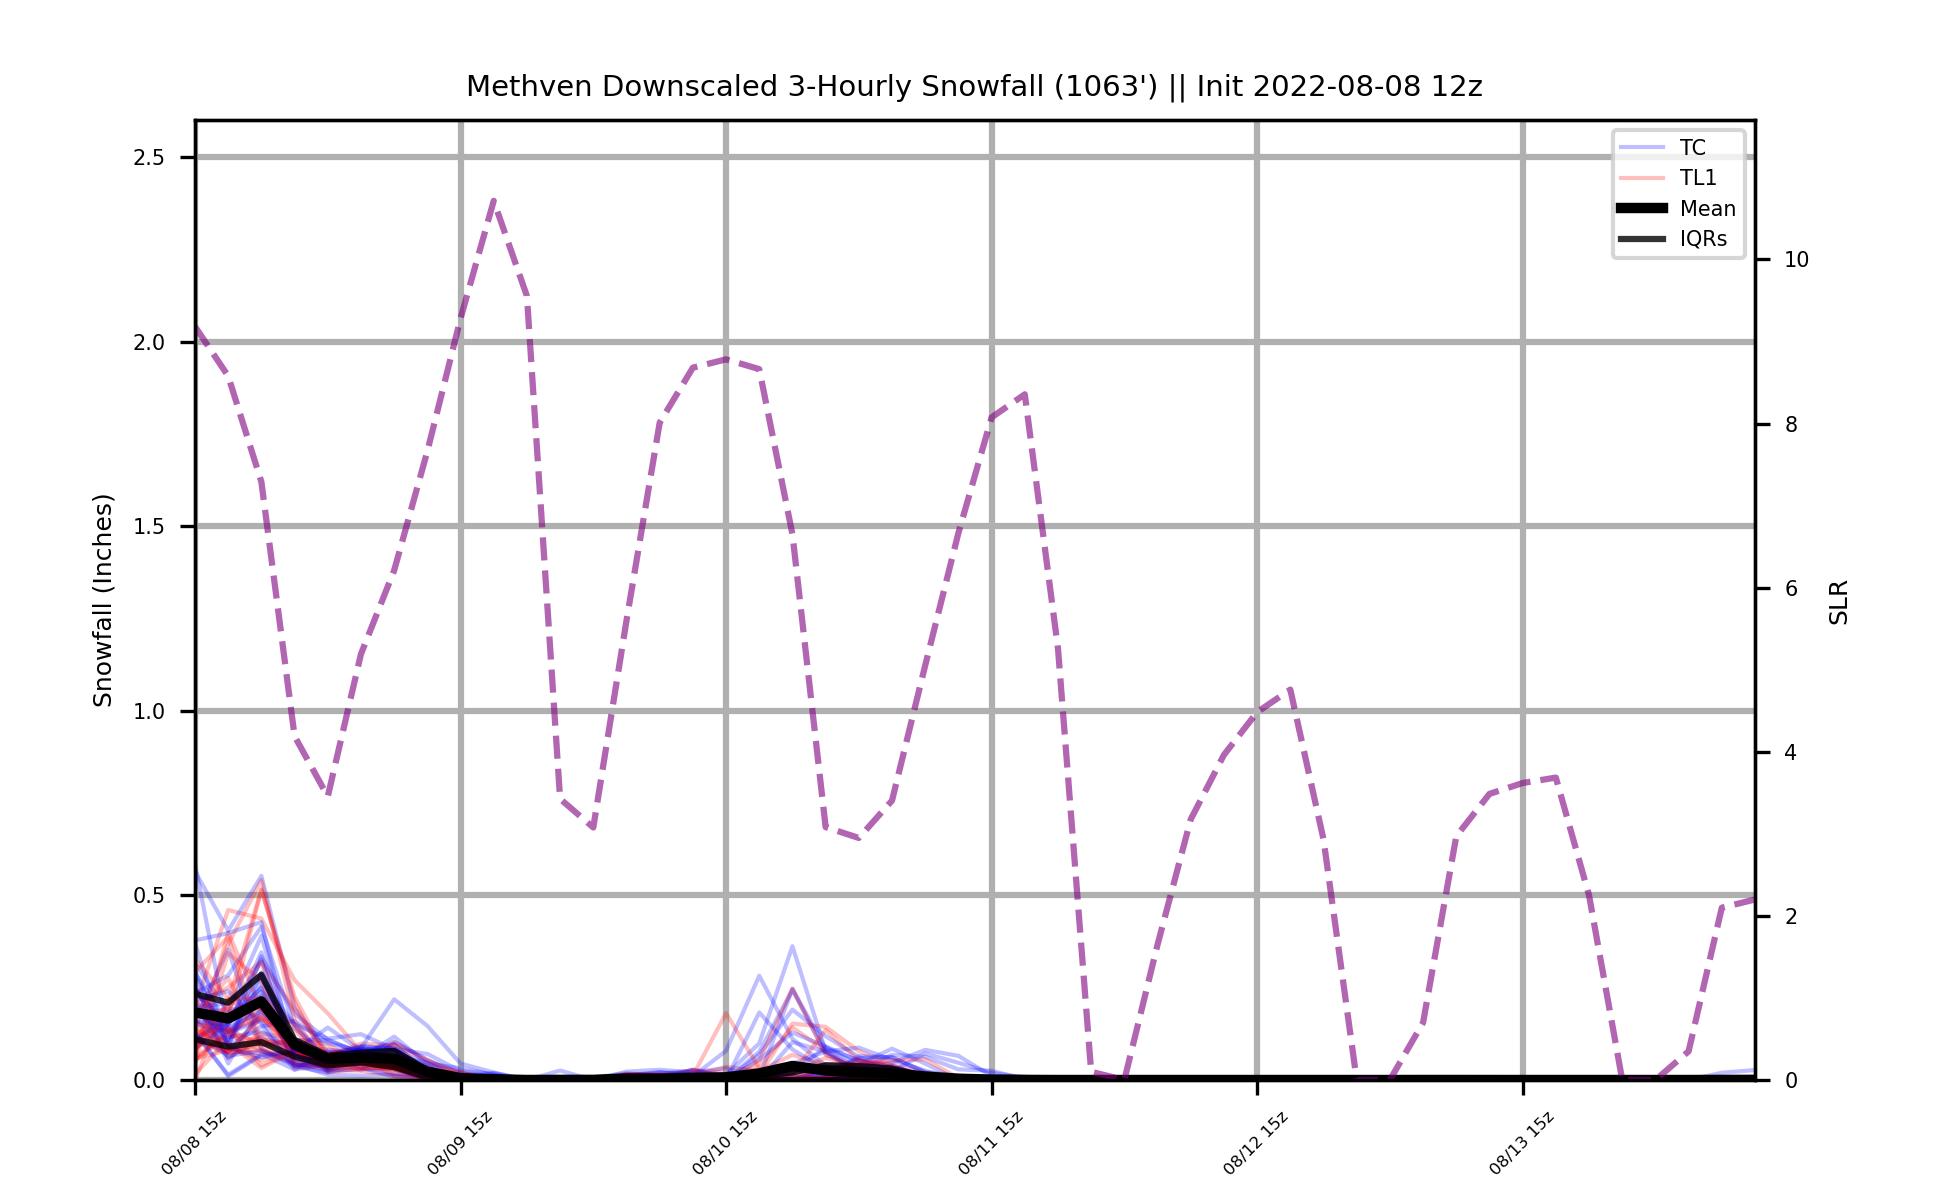 Methven Downscaled 3-Hourly Snowfall (1063') || Init 2022-08-08 12z
TC
TL1
Mean
IQRs
2.5
2.0
1.5
1.0
0.5
0.0
Snowfall (Inches)
10
8
6
4
2
0
SLR
08/08 15z
08/09 15z
08/10 15z
08/11 15z
08/12 15z
08/13 15z